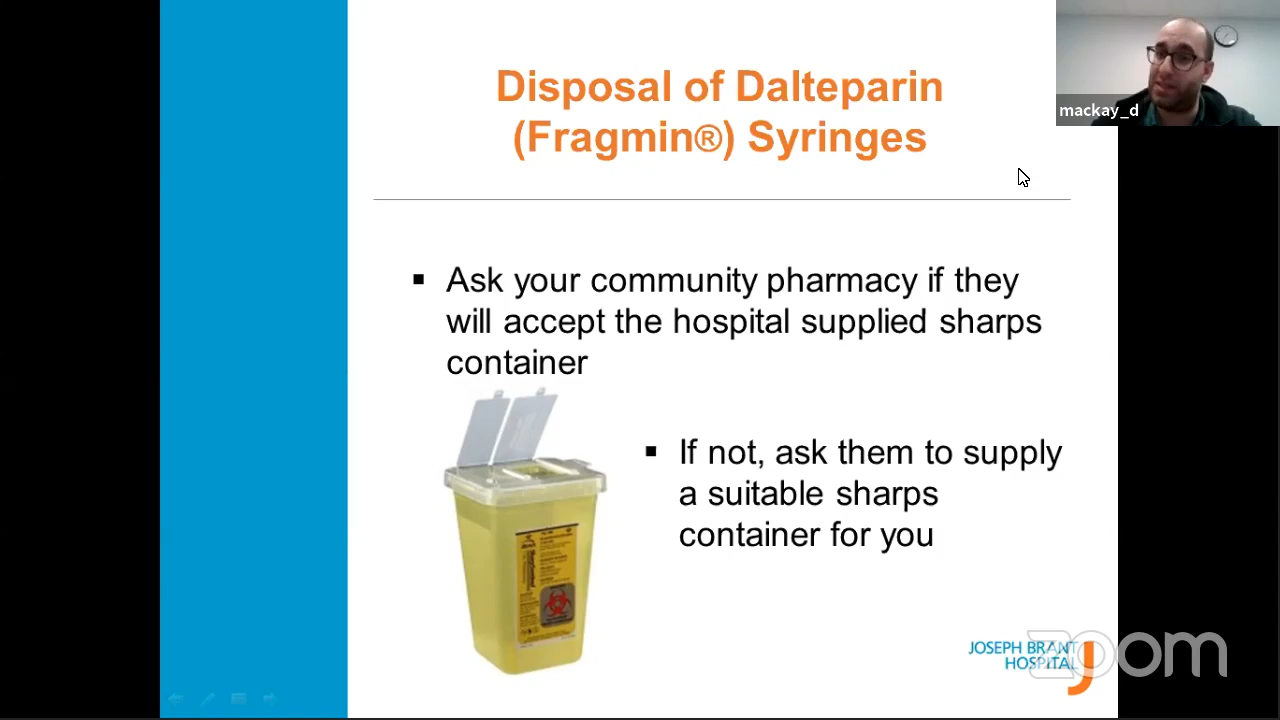 Disposal of Dalteparin
(Fragmin®) Syringes
mackay_d
▪ Ask your community pharmacy if they
will accept the hospital supplied sharps
container
▪ If not, ask them to supply
a suitable sharps
container for you
JOSEPH BRANT
HOSPITAL
zoom